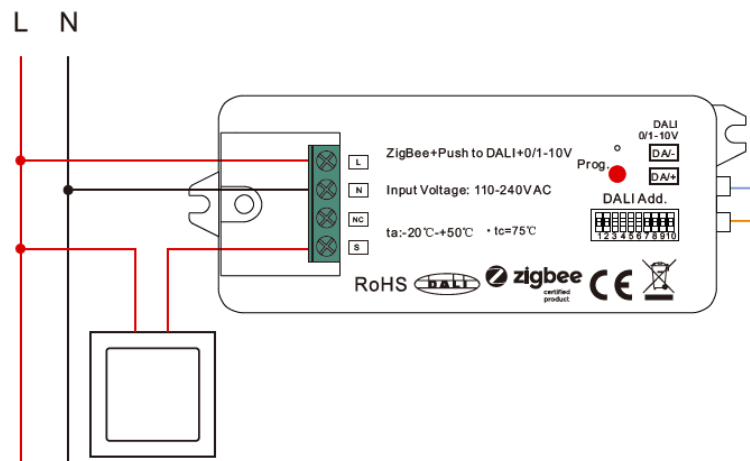 L N
DALI
0/1-10V
ZigBee+Push to DALI+0/1-10V
L
Prog.
DA/-
DA/+
N
Input Voltage: 110-240VAC
DALI Add.
NC
ta:-20℃-+50℃ • tc=75℃
1 2 3 4 5 6 7 8 9 10
S
RoHS
DALI
zigbee
certified
product
CE